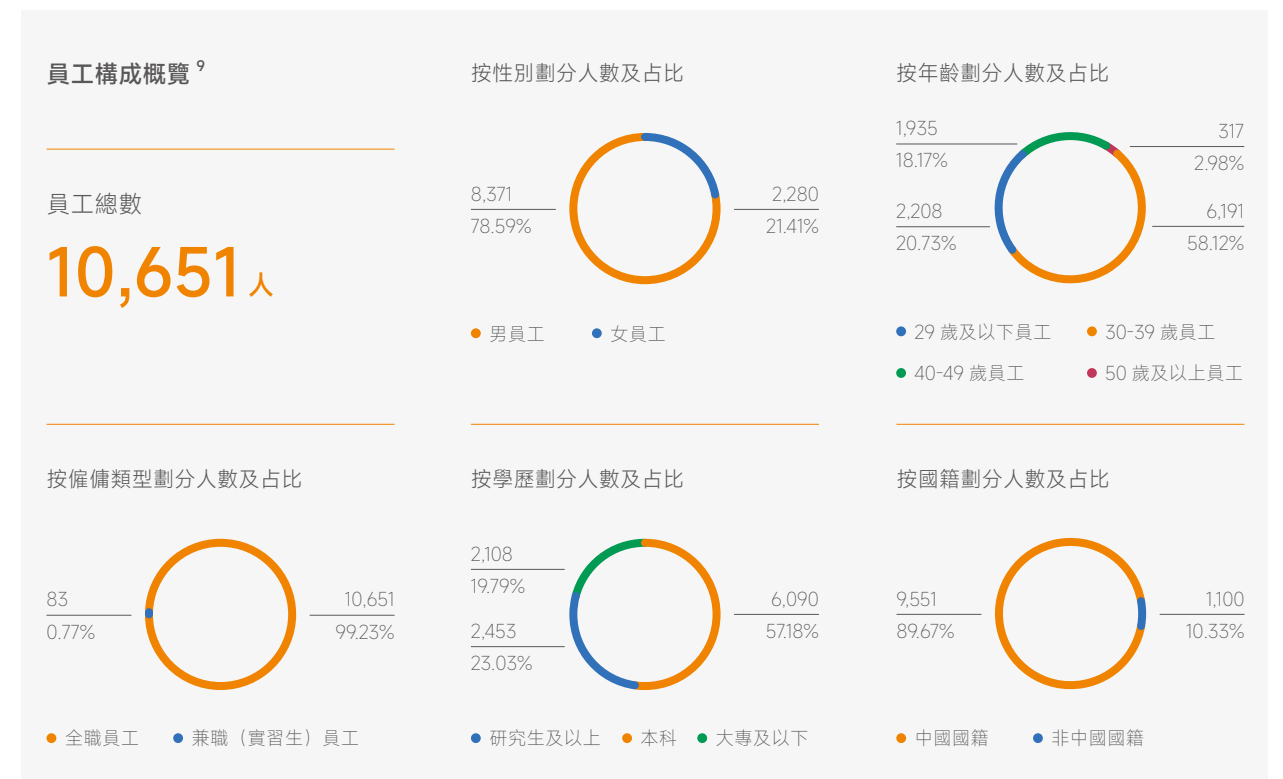 員工構成概覽 9
員工總數
10,651 人
按性別劃分人數及占比
8,371
78.59%
2,280
21.41%
男員工 女員工
按年齡劃分人數及占比
1,935
18.17%
317
2.98%
2,208
20.73%
6,191
58.12%
29 歲及以下員工 30-39 歲員工
40-49 歲員工 50 歲及以上員工
按僱傭類型劃分人數及占比
83
0.77%
10,651
99.23%
全職員工 兼職（實習生）員工
按學歷劃分人數及占比
2,108
19.79%
2,453
23.03%
6,090
57.18%
研究生及以上 本科 大專及以下
按國籍劃分人數及占比
9,551
89.67%
1,100
10.33%
中國國籍 非中國國籍